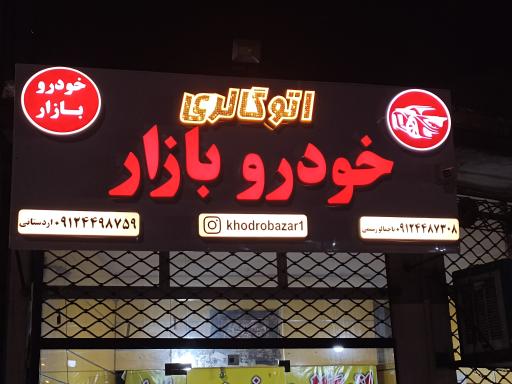 خودرو
بازار
اتوگالری
خودرو بازار
۰۹۱۲۴۴۹۸۷۵۹ اردستانی
khodrobazar1
۰۹۱۲۴۴۸۷۳۰۸